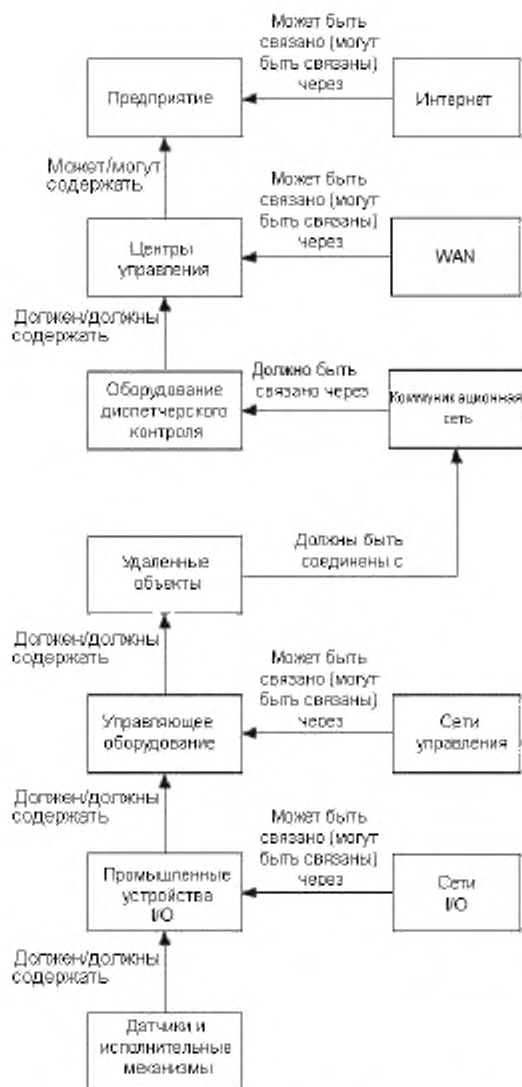 Может быть
связано (могут
быть связаны)
через
Предприятие
Интернет
Может/могут
содержать
Может быть
связано (могут
быть связаны)
через
Центры
управления
WAN
Должен/должны
содержать
Должно быть
связано через
Оборудование
диспетчерского
контроля
Коммуникационная
сеть
Удаленные
объекты
Должны быть
соединены с
Должен/должны
содержать
Может быть
связано (могут
быть связаны)
через
Управляющее
оборудование
Сети
управления
Должен/должны
содержать
Может быть
связано (могут
быть связаны)
через
Промышленные
устройства
I/O
Сети
I/O
Должен/должны
содержать
Датчики и
исполнительные
механизмы